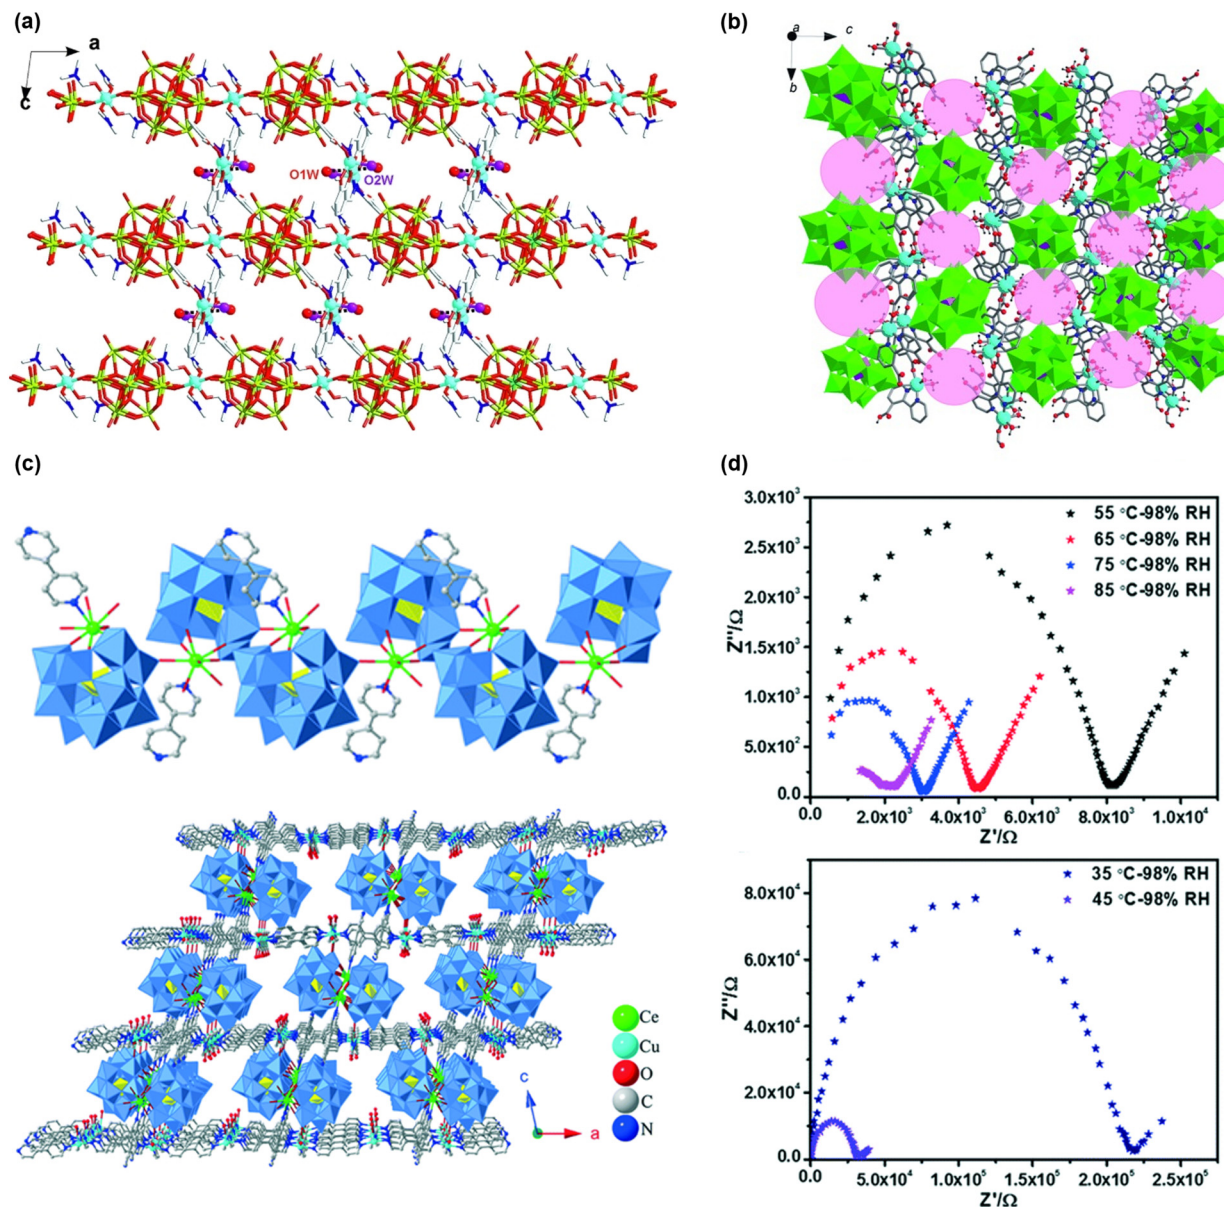 (a)
a
c
O1W
O2W
(b)
a
c
b
(c)
Ce
Cu
O
C
N
c
a
(d)
3.0x10³
2.5x10³
2.0x10³
1.5x10³
1.0x10³
5.0x10²
0.0
Z''/Ω
55 °C-98% RH
65 °C-98% RH
75 °C-98% RH
85 °C-98% RH
0.0 2.0x10³ 4.0x10³ 6.0x10³ 8.0x10³ 1.0x10⁴
Z'/Ω
8.0x10⁴
6.0x10⁴
4.0x10⁴
2.0x10⁴
0.0
Z''/Ω
35 °C-98% RH
45 °C-98% RH
0.0 5.0x10⁴ 1.0x10⁵ 1.5x10⁵ 2.0x10⁵ 2.5x10⁵
Z'/Ω